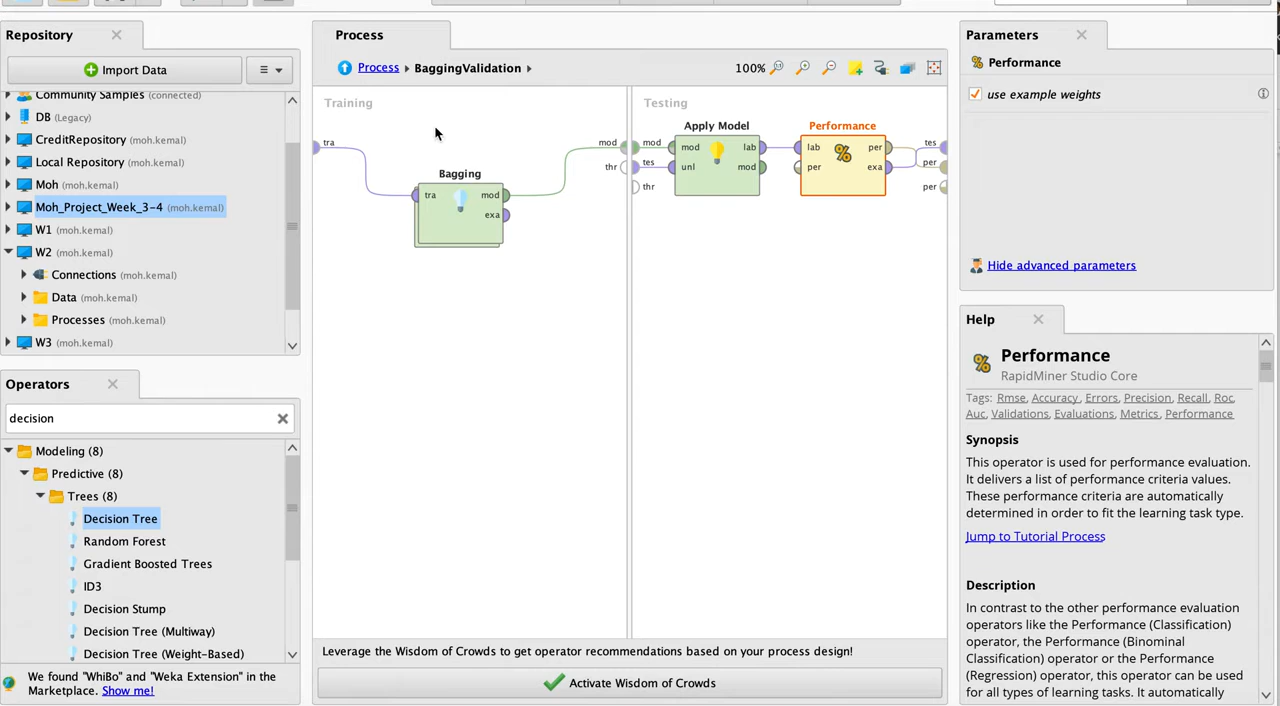 Repository
Import Data
Community Samples (connected)
DB (Legacy)
CreditRepository (moh.kemal)
Local Repository (moh.kemal)
Moh (moh.kemal)
Moh_Project_Week_3-4 (moh.kemal)
W1 (moh.kemal)
W2 (moh.kemal)
Connections (moh.kemal)
Data (moh.kemal)
Processes (moh.kemal)
W3 (moh.kemal)
Operators
decision
Modeling (8)
Predictive (8)
Trees (8)
Decision Tree
Random Forest
Gradient Boosted Trees
ID3
Decision Stump
Decision Tree (Multiway)
Decision Tree (Weight-Based)
We found "WhiBo" and "Weka Extension" in the
Marketplace. Show me!
Process
Process BaggingValidation
100%
Training
tra
Bagging
tra mod
exa
mod
thr
Testing
mod
tes
thr
Apply Model
mod lab
unl mod
Performance
lab per
per exa
tes
per
per
Leverage the Wisdom of Crowds to get operator recommendations based on your process design!
Activate Wisdom of Crowds
Parameters
Performance
use example weights
Hide advanced parameters
Help
Performance
RapidMiner Studio Core
Tags: Rmse, Accuracy, Errors, Precision, Recall, Roc,
Auc, Validations, Evaluations, Metrics, Performance
Synopsis
This operator is used for performance evaluation.
It delivers a list of performance criteria values.
These performance criteria are automatically
determined in order to fit the learning task type.
Jump to Tutorial Process
Description
In contrast to the other performance evaluation
operators like the Performance (Classification)
operator, the Performance (Binominal
Classification) operator or the Performance
(Regression) operator, this operator can be used
for all types of learning tasks. It automatically